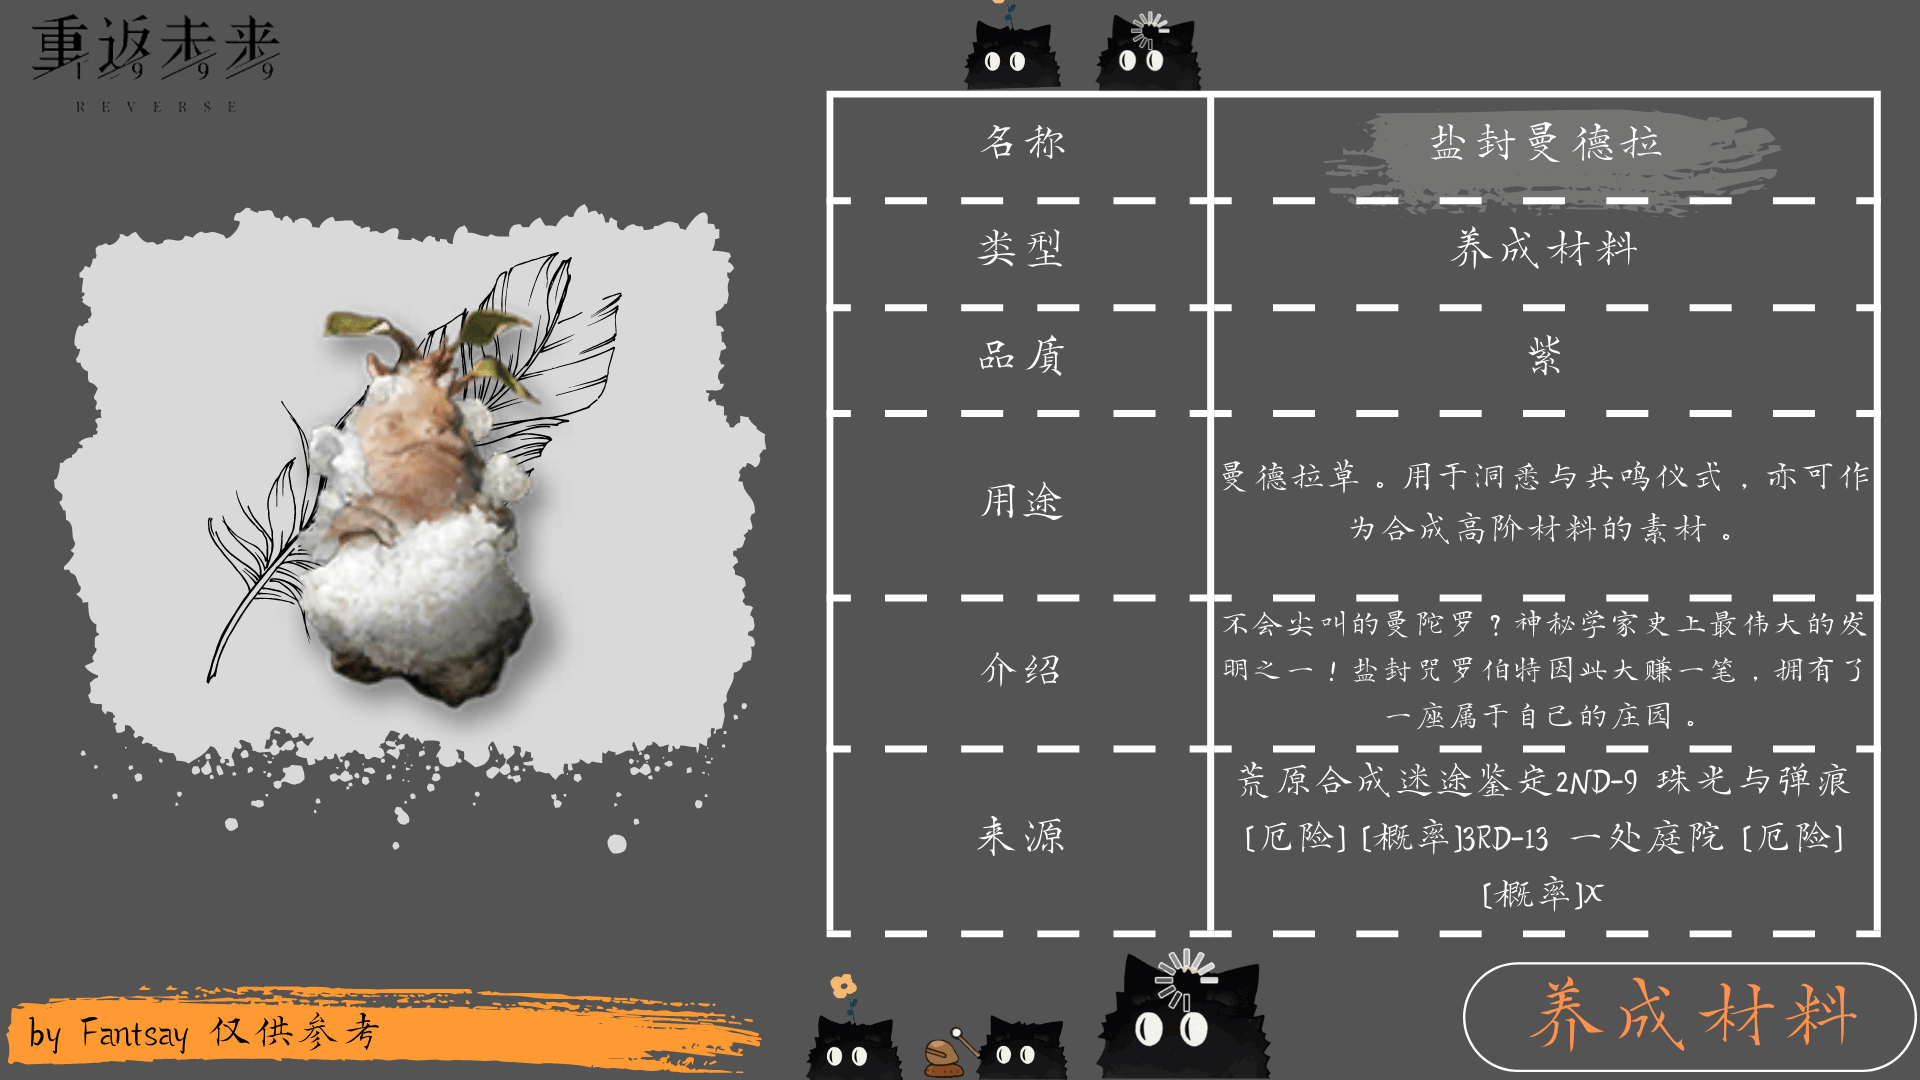 重返未来
1999
REVERSE
名称
盐封曼德拉
类型
养成材料
品质
紫
用途
曼德拉草。用于洞悉与共鸣仪式，亦可作
为合成高阶材料的素材。
介绍
不会尖叫的曼陀罗？神秘学家史上最伟大的发
明之一！盐封咒罗伯特因此大赚一笔，拥有了
一座属于自己的庄园。
来源
荒原合成迷途鉴定2ND-9 珠光与弹痕
[厄险] [概率]3RD-13 一处庭院 [厄险]
[概率]X
by Fantsay 仅供参考
养成材料